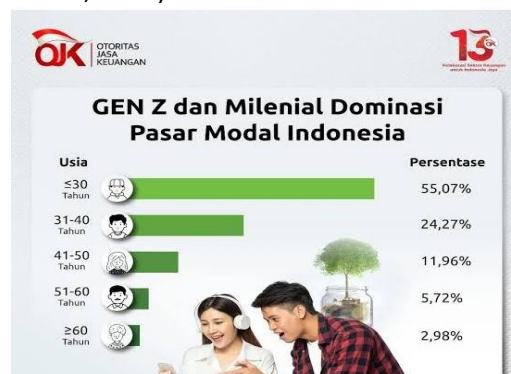 OJK
OTORITAS
JASA
KEUANGAN
13
GEN Z dan Milenial Dominasi
Pasar Modal Indonesia
Usia Persentase
≤30 55,07%
Tahun
31-40 24,27%
Tahun
41-50 11,96%
Tahun
51-60 5,72%
Tahun
≥60 2,98%
Tahun